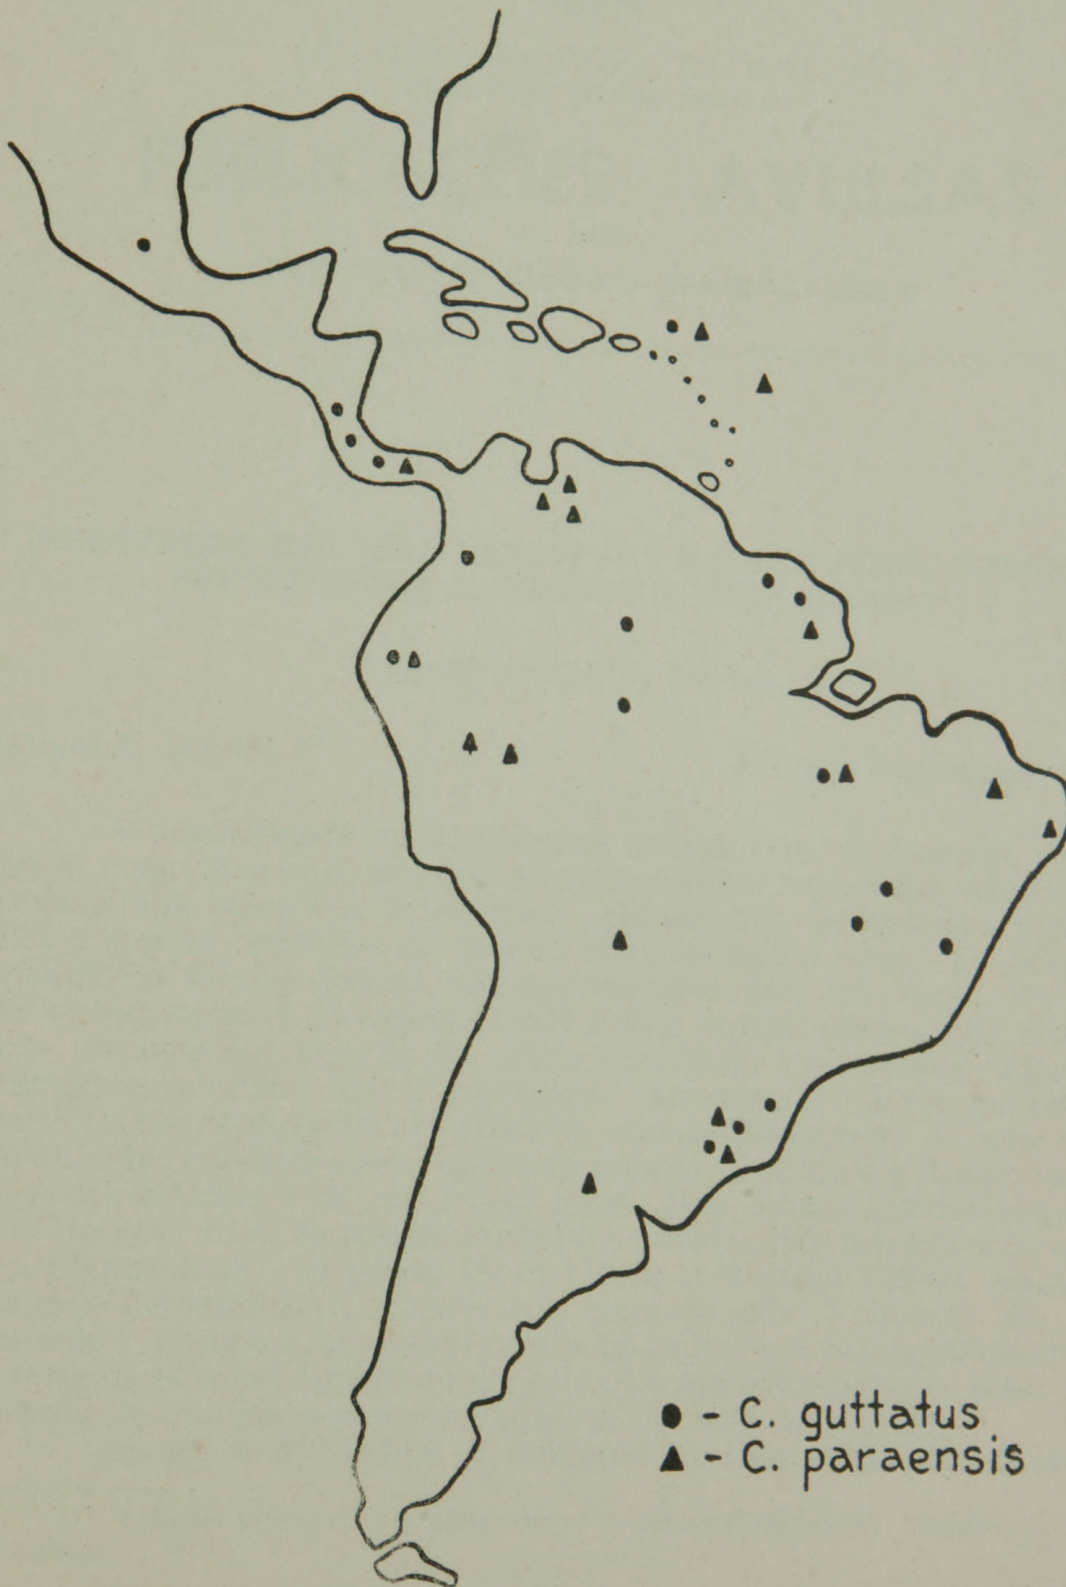 ● - C. guttatus
▲ - C. paraensis